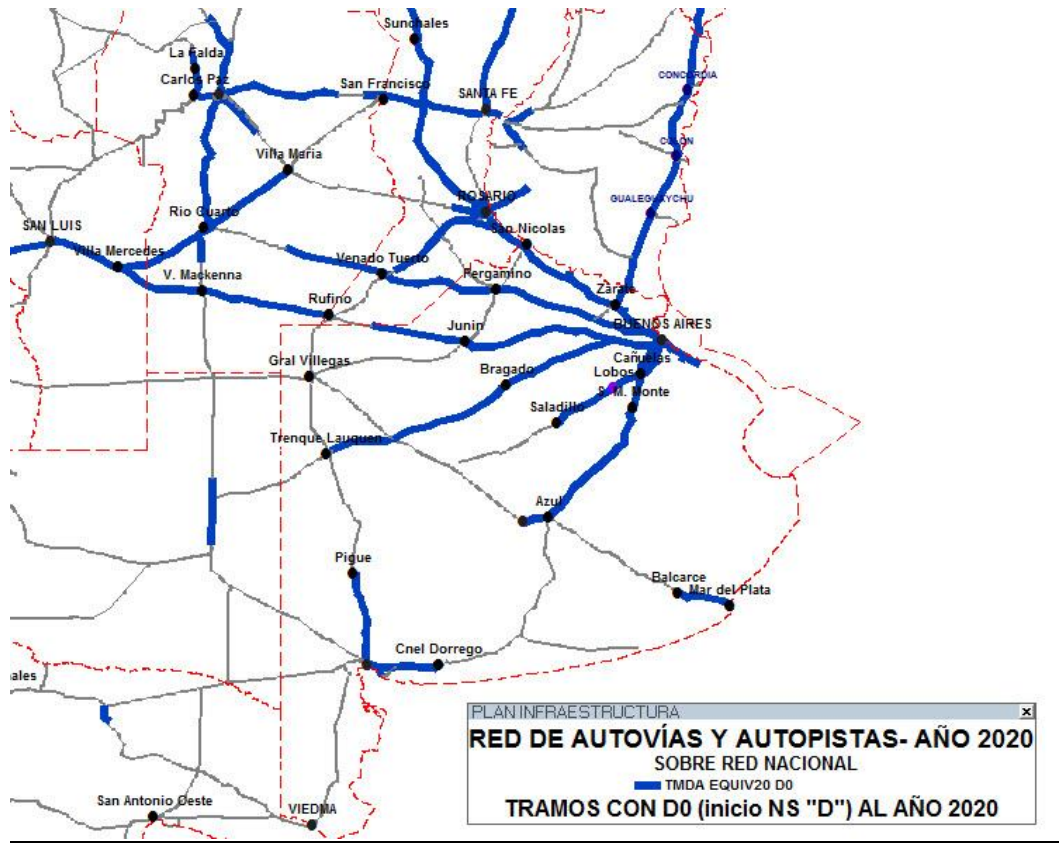 Sunchales
La Falda
Carlos Paz
San Francisco
SANTA FE
CONCORDIA
COLON
Villa Maria
ROSARIO
GUALEGUAYCHU
Rio Cuarto
SAN LUIS
San Nicolas
Villa Mercedes
V. Mackenna
Venado Tuerto
Pergamino
Zarate
Rufino
Junin
BUENOS AIRES
Gral Villegas
Bragado
Cañuelas
Lobos
S. M. Monte
Saladillo
Trenque Lauquen
Azul
Pigue
Balcarce
Mar del Plata
Cnel Dorrego
ales
San Antonio Oeste
VIEDMA
PLAN INFRAESTRUCTURA
RED DE AUTOVÍAS Y AUTOPISTAS- AÑO 2020
SOBRE RED NACIONAL
TMDA EQUIV20 D0
TRAMOS CON D0 (inicio NS "D") AL AÑO 2020